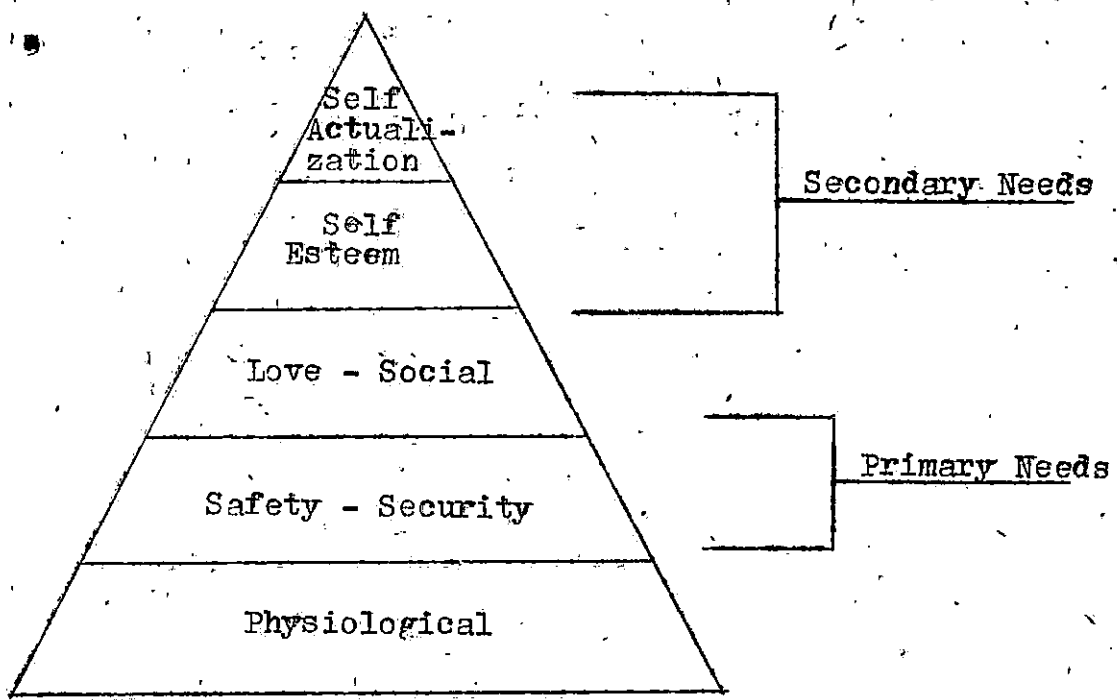 Self
Actuali-
zation
Secondary Needs
Self
Esteem
Love - Social
Primary Needs
Safety - Security
Physiological